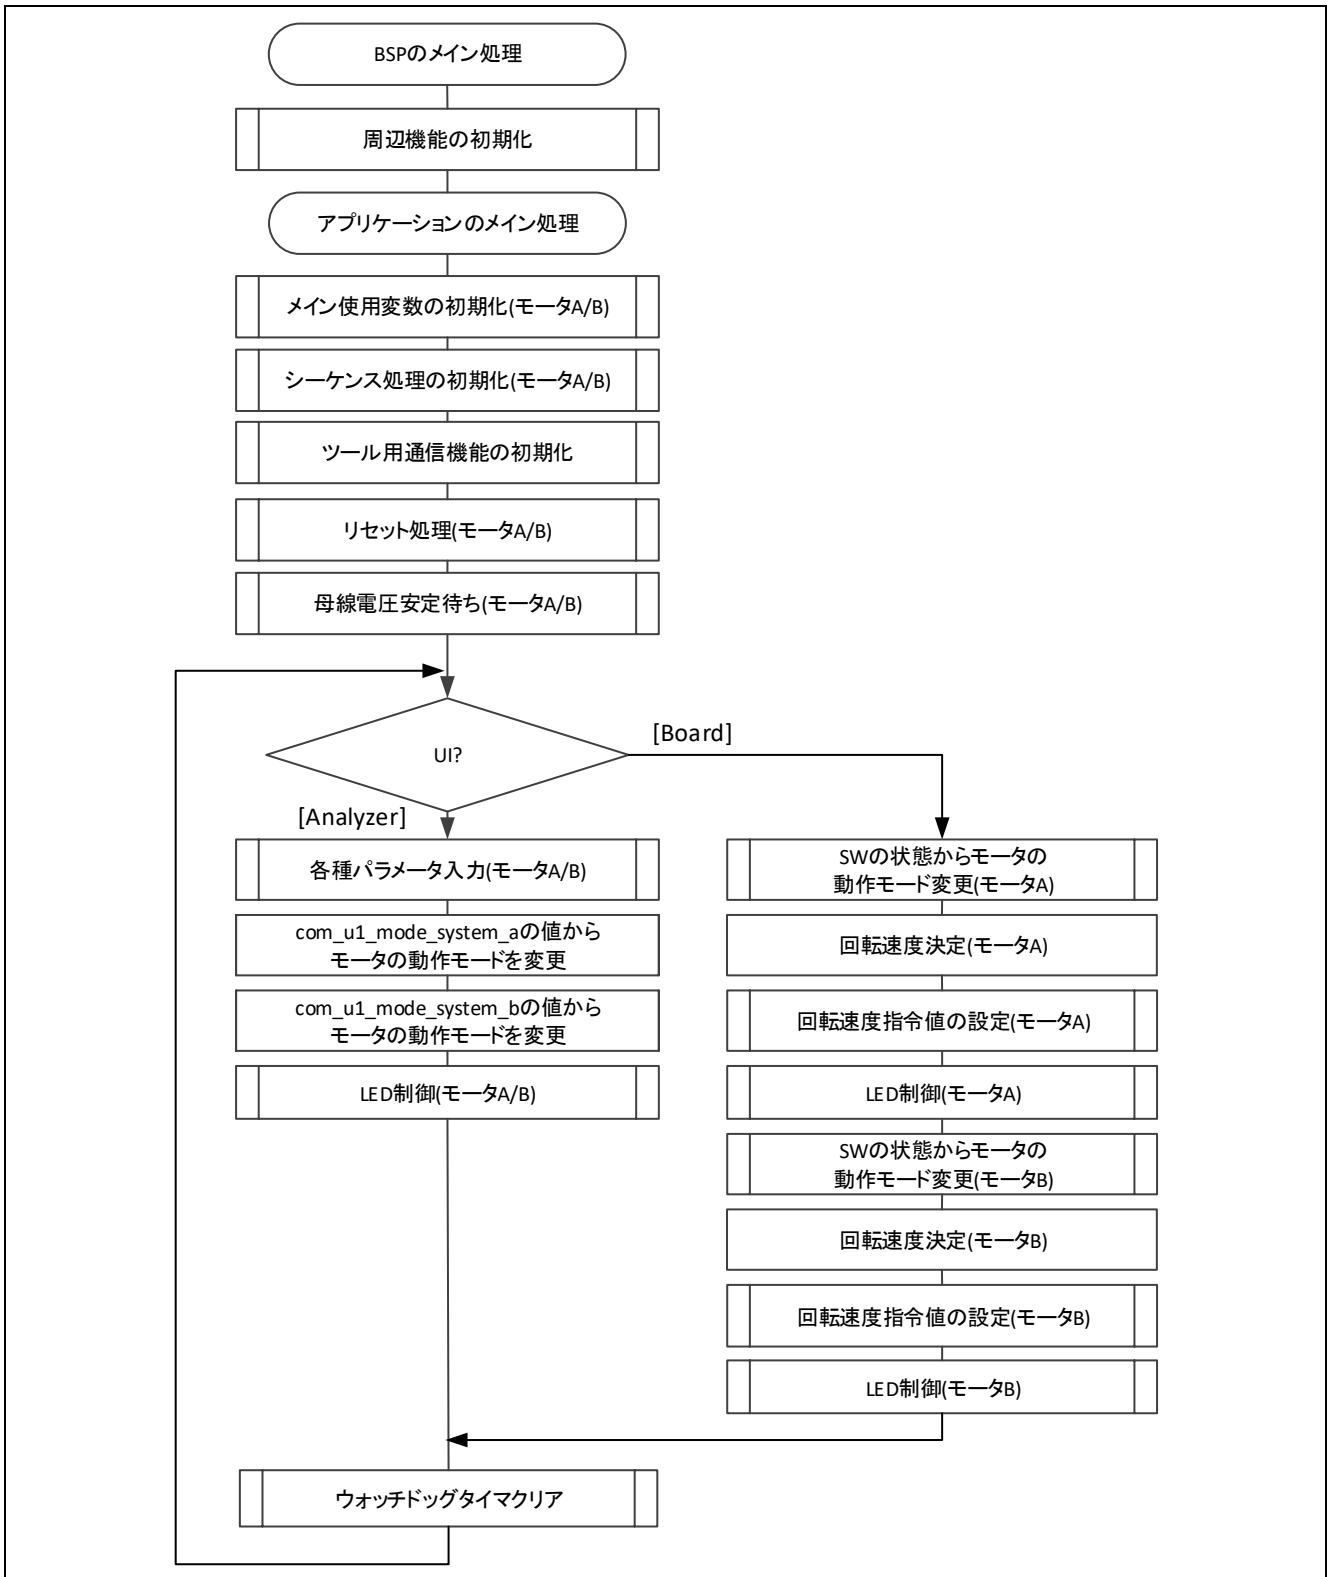 BSPのメイン処理
周辺機能の初期化
アプリケーションのメイン処理
メイン使用変数の初期化(モータA/B)
シーケンス処理の初期化(モータA/B)
ツール用通信機能の初期化
リセット処理(モータA/B)
母線電圧安定待ち(モータA/B)
UI?
[Board]
[Analyzer]
各種パラメータ入力(モータA/B)
com_u1_mode_system_aの値から
モータの動作モードを変更
com_u1_mode_system_bの値から
モータの動作モードを変更
LED制御(モータA/B)
SWの状態からモータの
動作モード変更(モータA)
回転速度決定(モータA)
回転速度指令値の設定(モータA)
LED制御(モータA)
SWの状態からモータの
動作モード変更(モータB)
回転速度決定(モータB)
回転速度指令値の設定(モータB)
LED制御(モータB)
ウォッチドッグタイマクリア